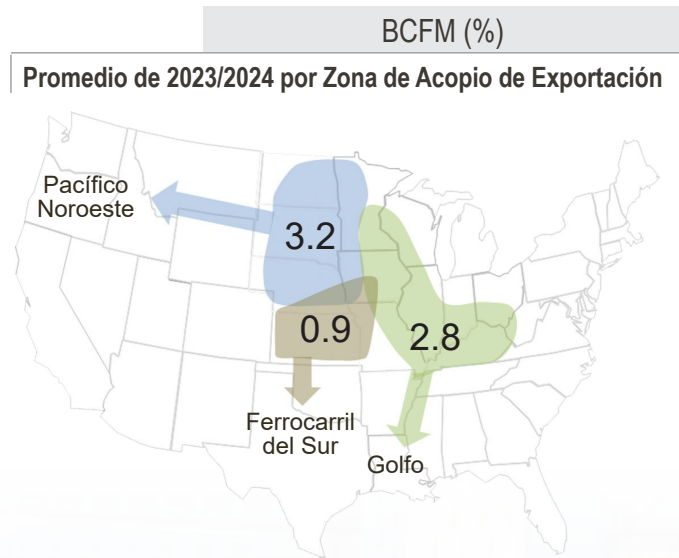 BCFM (%)
Promedio de 2023/2024 por Zona de Acopio de Exportación
Pacífico
Noroeste
3.2
0.9
2.8
Ferrocarril
del Sur
Golfo